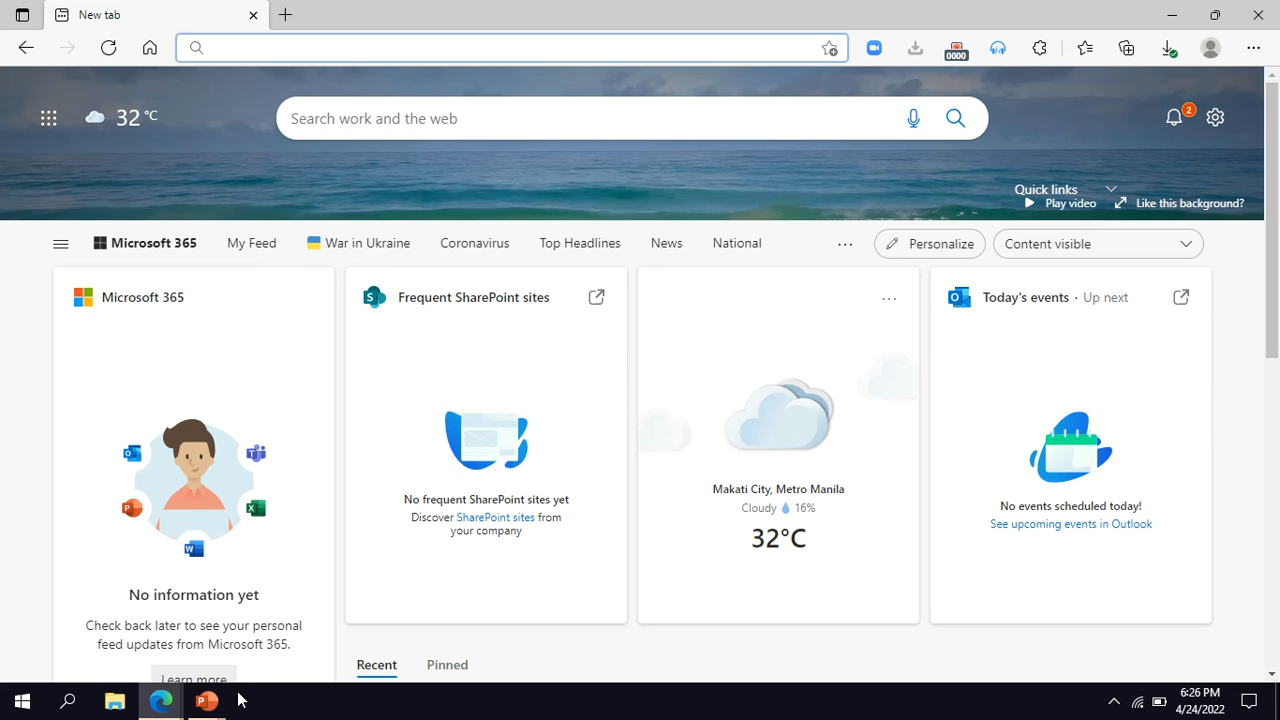 New tab
0000
32 °C
Search work and the web
2
Quick links
Play video
Like this background?
Microsoft 365
My Feed
War in Ukraine
Coronavirus
Top Headlines
News
National
...
Personalize
Content visible
Microsoft 365
No information yet
Check back later to see your personal
feed updates from Microsoft 365.
Learn more
Frequent SharePoint sites
No frequent SharePoint sites yet
Discover SharePoint sites from
your company
...
Makati City, Metro Manila
Cloudy 16%
32°C
Today's events · Up next
No events scheduled today!
See upcoming events in Outlook
Recent
Pinned
6:26 PM
4/24/2022